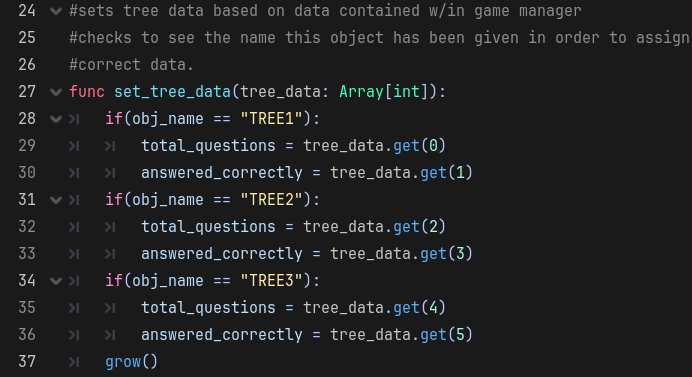 24 #sets tree data based on data contained w/in game manager
25 #checks to see the name this object has been given in order to assign
26 #correct data.
27 func set_tree_data(tree_data: Array[int]):
28 if(obj_name == "TREE1"):
29 total_questions = tree_data.get(0)
30 answered_correctly = tree_data.get(1)
31 if(obj_name == "TREE2"):
32 total_questions = tree_data.get(2)
33 answered_correctly = tree_data.get(3)
34 if(obj_name == "TREE3"):
35 total_questions = tree_data.get(4)
36 answered_correctly = tree_data.get(5)
37 grow()